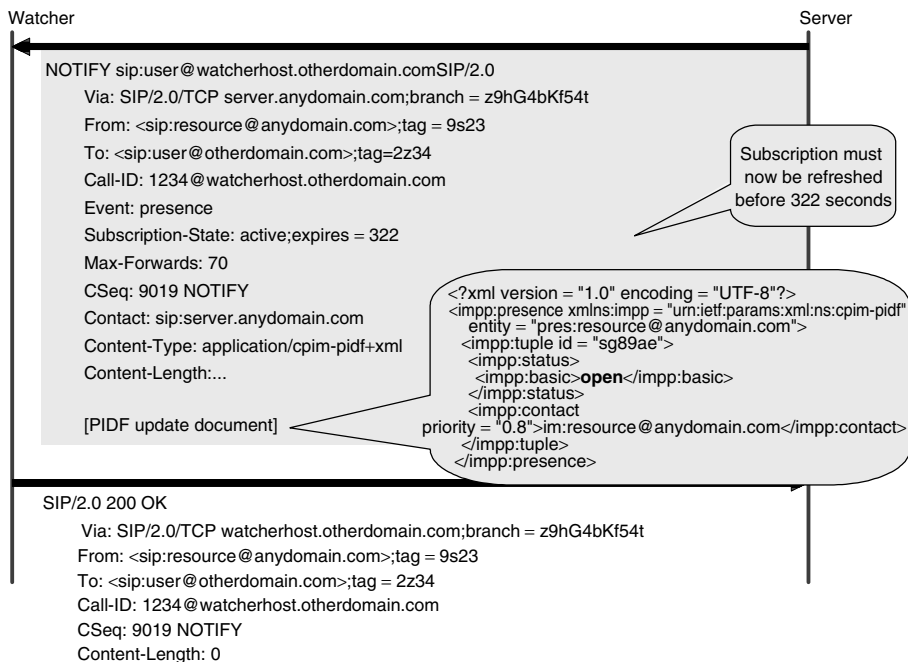 Watcher
Server
NOTIFY sip:user@watcherhost.otherdomain.comSIP/2.0
Via: SIP/2.0/TCP server.anydomain.com;branch = z9hG4bKf54t
From: <sip:resource@anydomain.com>;tag = 9s23
To: <sip:user@otherdomain.com>;tag=2z34
Call-ID: 1234@watcherhost.otherdomain.com
Event: presence
Subscription-State: active;expires = 322
Max-Forwards: 70
CSeq: 9019 NOTIFY
Contact: sip:server.anydomain.com
Content-Type: application/cpim-pidf+xml
Content-Length:...
[PIDF update document]
Subscription must
now be refreshed
before 322 seconds
<?xml version = "1.0" encoding = "UTF-8"?>
<impp:presence xmlns:impp = "urn:ietf:params:xml:ns:cpim-pidf"
entity = "pres:resource@anydomain.com">
<impp:tuple id = "sg89ae">
<impp:status>
<impp:basic>open</impp:basic>
</impp:status>
<impp:contact
priority = "0.8">im:resource@anydomain.com</impp:contact>
</impp:tuple>
</impp:presence>
SIP/2.0 200 OK
Via: SIP/2.0/TCP watcherhost.otherdomain.com;branch = z9hG4bKf54t
From: <sip:resource@anydomain.com>;tag = 9s23
To: <sip:user@otherdomain.com>;tag = 2z34
Call-ID: 1234@watcherhost.otherdomain.com
CSeq: 9019 NOTIFY
Content-Length: 0